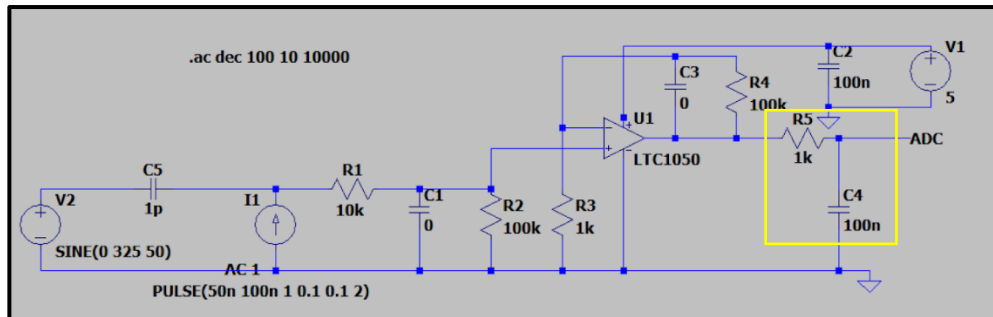 .ac dec 100 10 10000
C2
100n
V1
5
C3
0
R4
100k
U1
LTC1050
R5
1k
ADC
C5
1p
R1
10k
V2
I1
C1
0
R2
100k
R3
1k
C4
100n
SINE(0 325 50)
AC 1
PULSE(50n 100n 1 0.1 0.1 2)